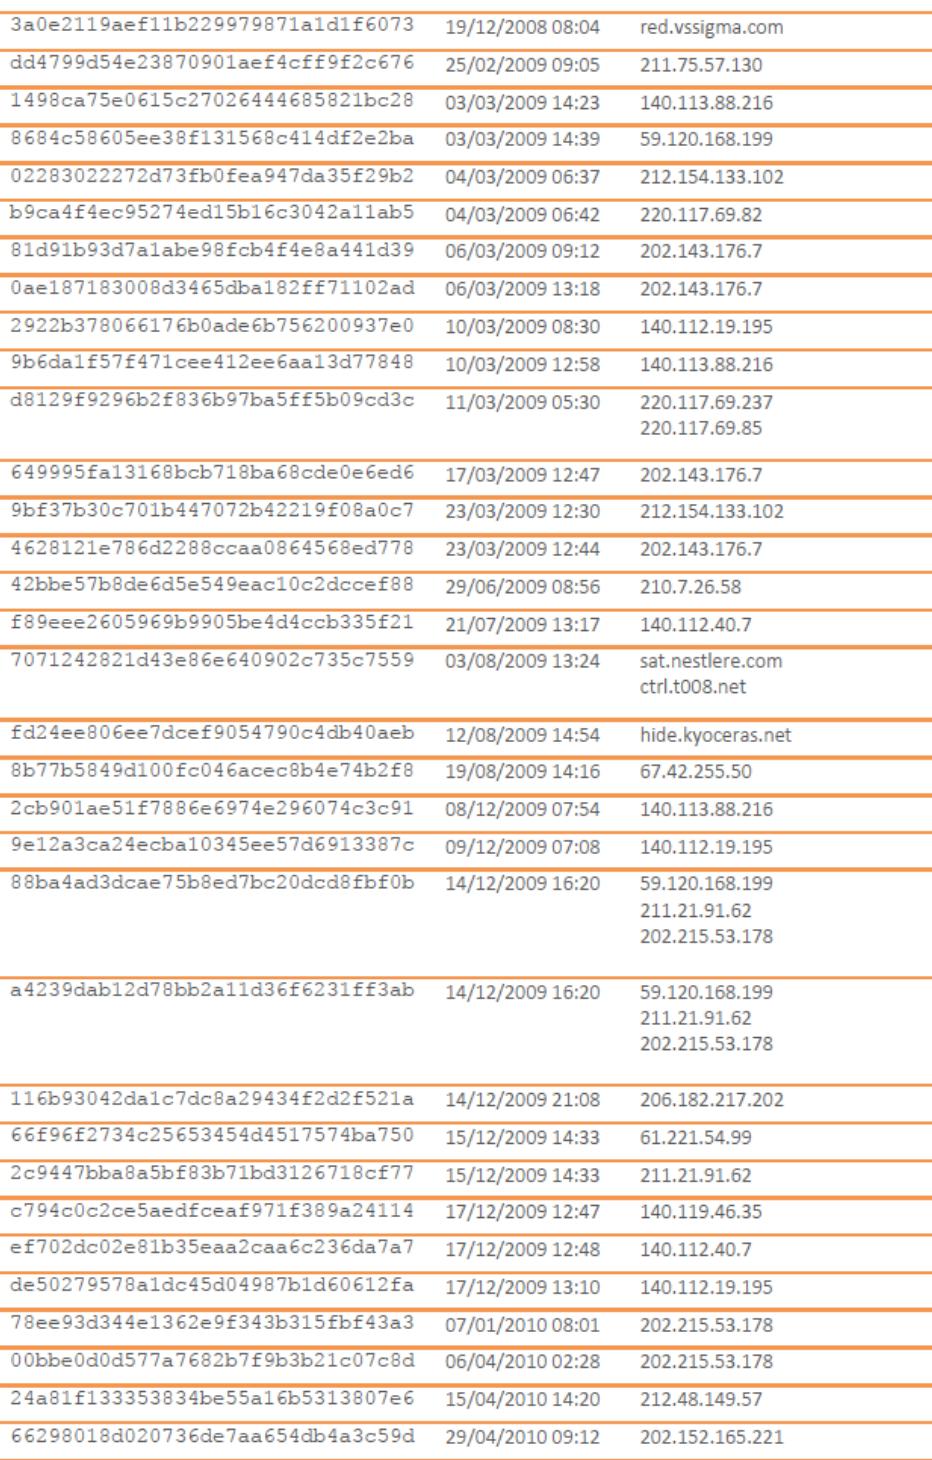 3a0e2119aef11b229979871a1d1f6073 19/12/2008 08:04 red.vssigma.com
dd4799d54e23870901aef4cff9f2c676 25/02/2009 09:05 211.75.57.130
1498ca75e0615c27026444685821bc28 03/03/2009 14:23 140.113.88.216
8684c58605ee38f131568c414df2e2ba 03/03/2009 14:39 59.120.168.199
02283022272d73fb0fea947da35f29b2 04/03/2009 06:37 212.154.133.102
b9ca4f4ec95274ed15b16c3042a11ab5 04/03/2009 06:42 220.117.69.82
81d91b93d7a1abe98fcb4f4e8a441d39 06/03/2009 09:12 202.143.176.7
0ae187183008d3465dba182ff71102ad 06/03/2009 13:18 202.143.176.7
2922b378066176b0ade6b756200937e0 10/03/2009 08:30 140.112.19.195
9b6da1f57f471cee412ee6aa13d77848 10/03/2009 12:58 140.113.88.216
d8129f9296b2f836b97ba5ff5b09cd3c 11/03/2009 05:30 220.117.69.237
220.117.69.85
649995fa13168bcb718ba68cde0e6ed6 17/03/2009 12:47 202.143.176.7
9bf37b30c701b447072b42219f08a0c7 23/03/2009 12:30 212.154.133.102
4628121e786d2288ccaa0864568ed778 23/03/2009 12:44 202.143.176.7
42bbe57b8de6d5e549eac10c2dccef88 29/06/2009 08:56 210.7.26.58
f89eee2605969b9905be4d4ccb335f21 21/07/2009 13:17 140.112.40.7
7071242821d43e86e640902c735c7559 03/08/2009 13:24 sat.nestlere.com
ctrl.t008.net
fd24ee806ee7dcef9054790c4db40aeb 12/08/2009 14:54 hide.kyoceras.net
8b77b5849d100fc046acec8b4e74b2f8 19/08/2009 14:16 67.42.255.50
2cb901ae51f7886e6974e296074c3c91 08/12/2009 07:54 140.113.88.216
9e12a3ca24ecba10345ee57d6913387c 09/12/2009 07:08 140.112.19.195
88ba4ad3dcae75b8ed7bc20dcd8fbf0b 14/12/2009 16:20 59.120.168.199
211.21.91.62
202.215.53.178
a4239dab12d78bb2a11d36f6231ff3ab 14/12/2009 16:20 59.120.168.199
211.21.91.62
202.215.53.178
116b93042da1c7dc8a29434f2d2f521a 14/12/2009 21:08 206.182.217.202
66f96f2734c25653454d4517574ba750 15/12/2009 14:33 61.221.54.99
2c9447bba8a5bf83b71bd3126718cf77 15/12/2009 14:33 211.21.91.62
c794c0c2ce5aedfceaf971f389a24114 17/12/2009 12:47 140.119.46.35
ef702dc02e81b35eaa2caa6c236da7a7 17/12/2009 12:48 140.112.40.7
de50279578a1dc45d04987b1d60612fa 17/12/2009 13:10 140.112.19.195
78ee93d344e1362e9f343b315fbf43a3 07/01/2010 08:01 202.215.53.178
00bbe0d0d577a7682b7f9b3b21c07c8d 06/04/2010 02:28 202.215.53.178
24a81f133353834be55a16b5313807e6 15/04/2010 14:20 212.48.149.57
66298018d020736de7aa654db4a3c59d 29/04/2010 09:12 202.152.165.221